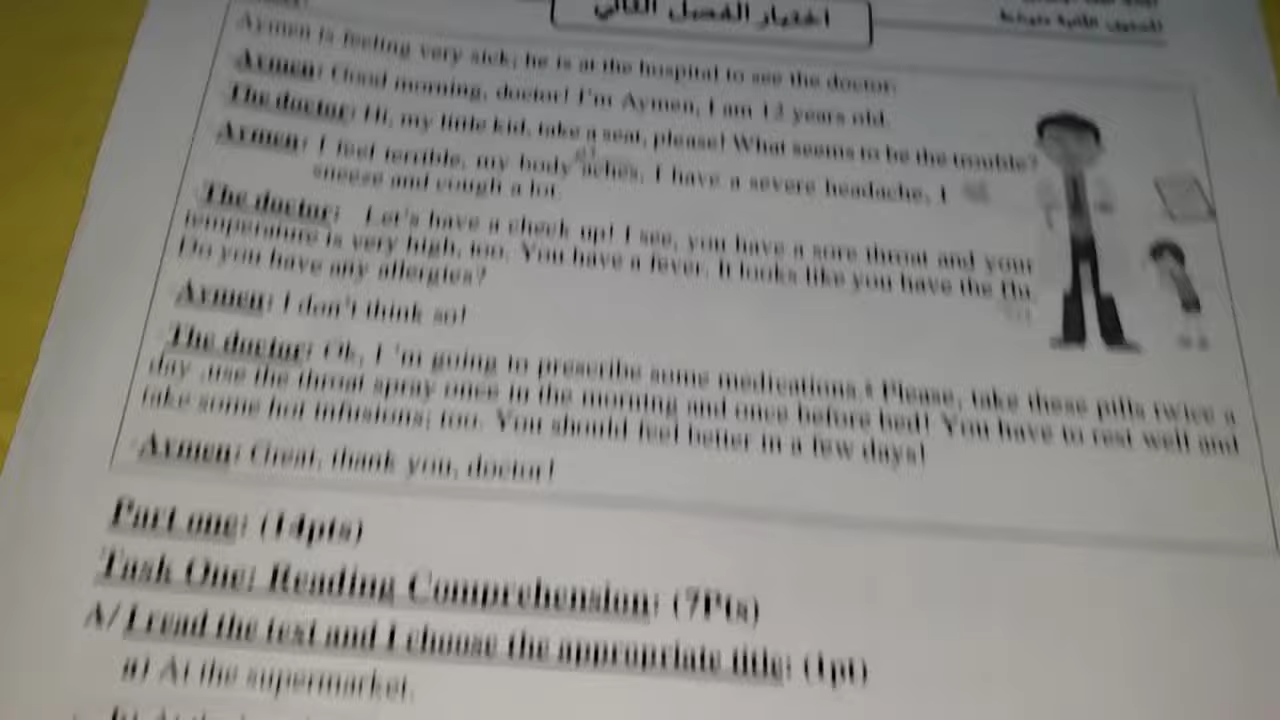 اختبار الفصل الثاني
Aymen is feeling very sick; he is at the hospital to see the doctor.
Aymen: Good morning, doctor! I'm Aymen, I am 12 years old.
The doctor: Hi, my little kid, take a seat, please! What seems to be the trouble?
Aymen: I feel terrible, my body aches, I have a severe headache, I
sneeze and cough a lot.
The doctor: Let's have a check up! I see, you have a sore throat and your
temperature is very high, too. You have a fever. It looks like you have the flu
Do you have any allergies?
Aymen: I don't think so!
The doctor: Ok, I 'm going to prescribe some medications. Please, take these pills twice a
day .use the throat spray once in the morning and once before bed! You have to rest well and
take some hot infusions; too. You should feel better in a few days!
Aymen: Great, thank you, doctor!
Part one: (14pts)
Task One: Reading Comprehension: (7Pts)
A/ I read the text and I choose the appropriate title: (1pt)
a) At the supermarket.